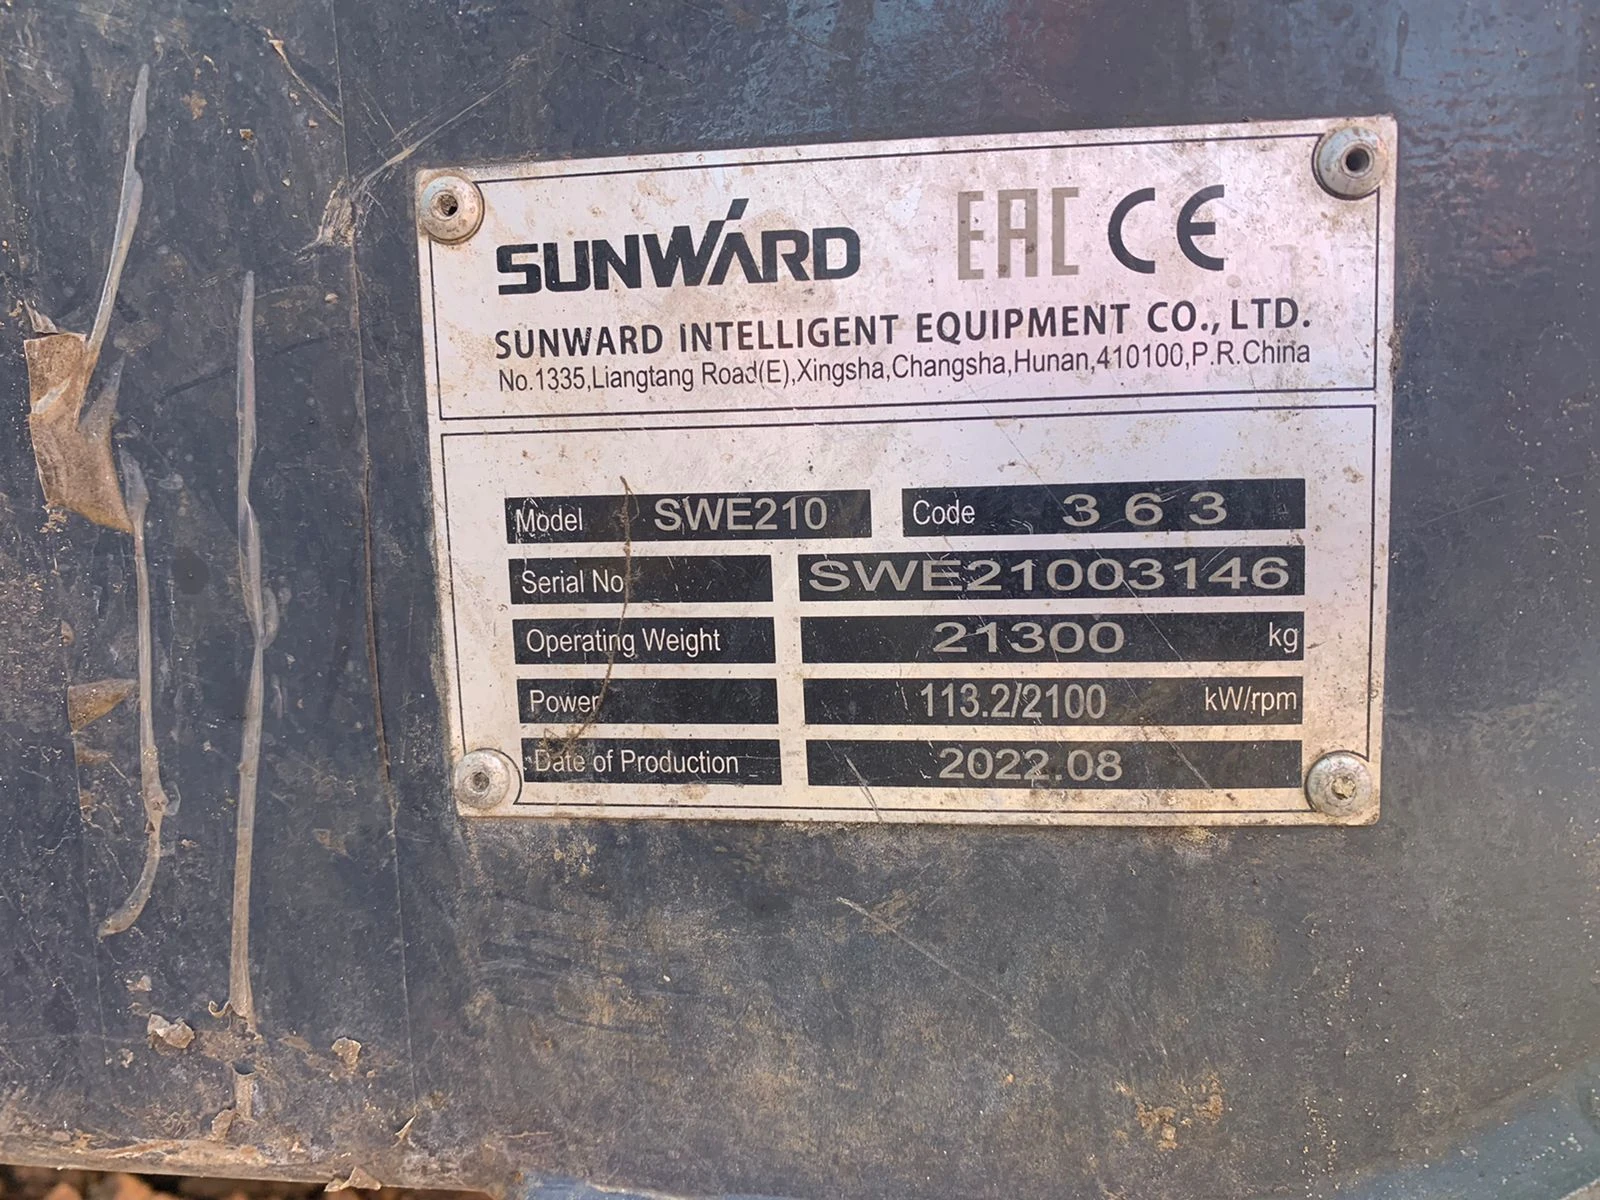 SUNWARD EAC CE
SUNWARD INTELLIGENT EQUIPMENT CO., LTD.
No.1335,Liangtang Road(E),Xingsha,Changsha,Hunan,410100,P.R.China
Model SWE210 Code 363
Serial No SWE21003146
Operating Weight 21300 kg
Power 113.2/2100 kW/rpm
Date of Production 2022.08